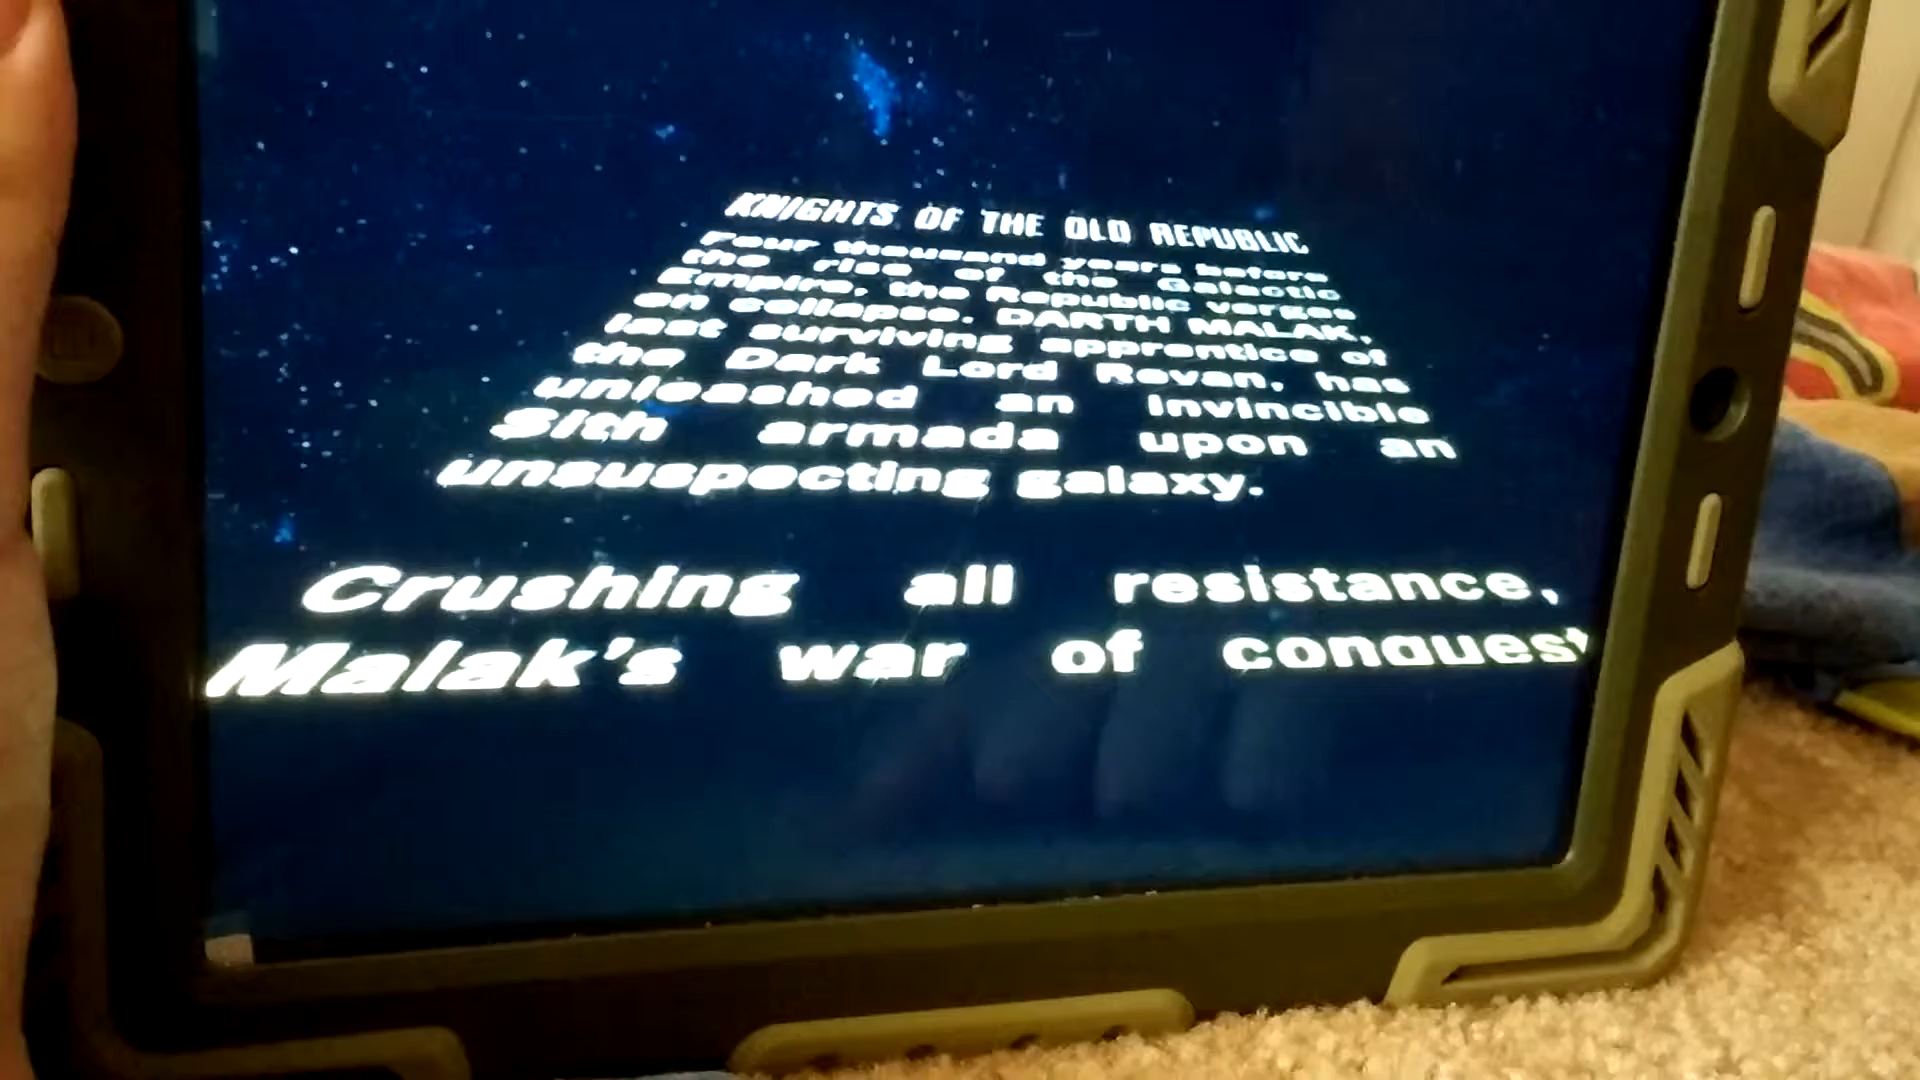 KNIGHTS OF THE OLD REPUBLIC
Four thousand years before
the rise of the Galactic
Empire, the Republic verges
on collapse. DARTH MALAK,
last surviving apprentice of
the Dark Lord Revan, has
unleashed an invincible
Sith armada upon an
unsuspecting galaxy.
Crushing all resistance,
Malak's war of conquest